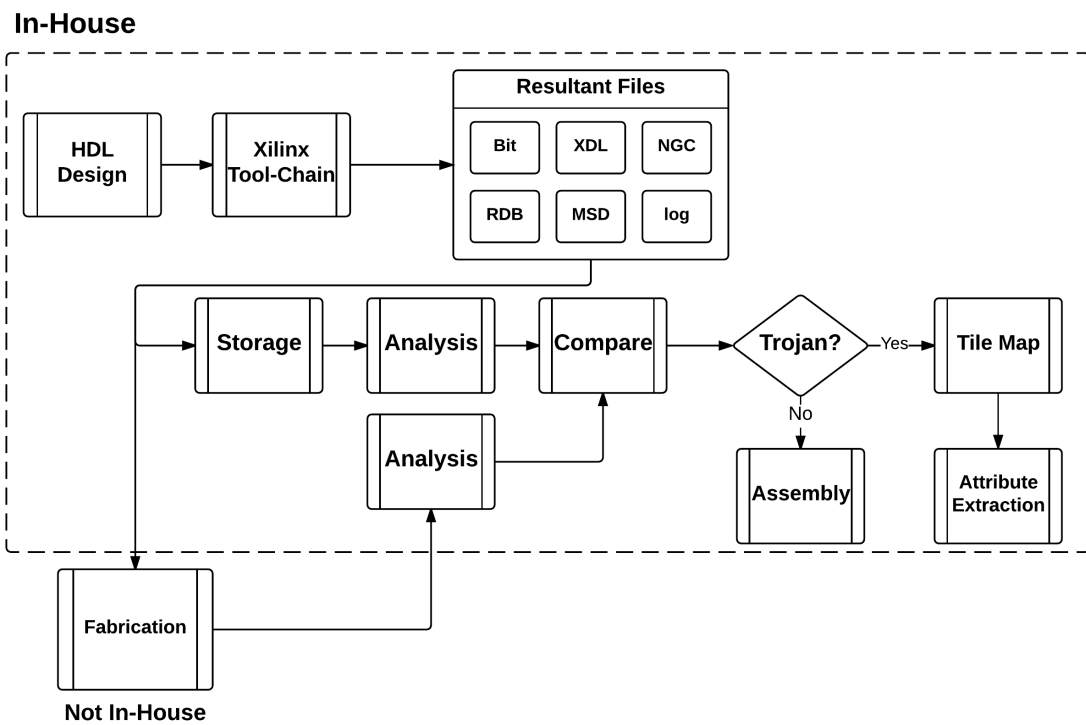 In-House
Resultant Files
HDL
Design
Xilinx
Tool-Chain
Bit
XDL
NGC
RDB
MSD
log
Storage
Analysis
Compare
Trojan?
Yes
Tile Map
No
Analysis
Assembly
Attribute
Extraction
Fabrication
Not In-House